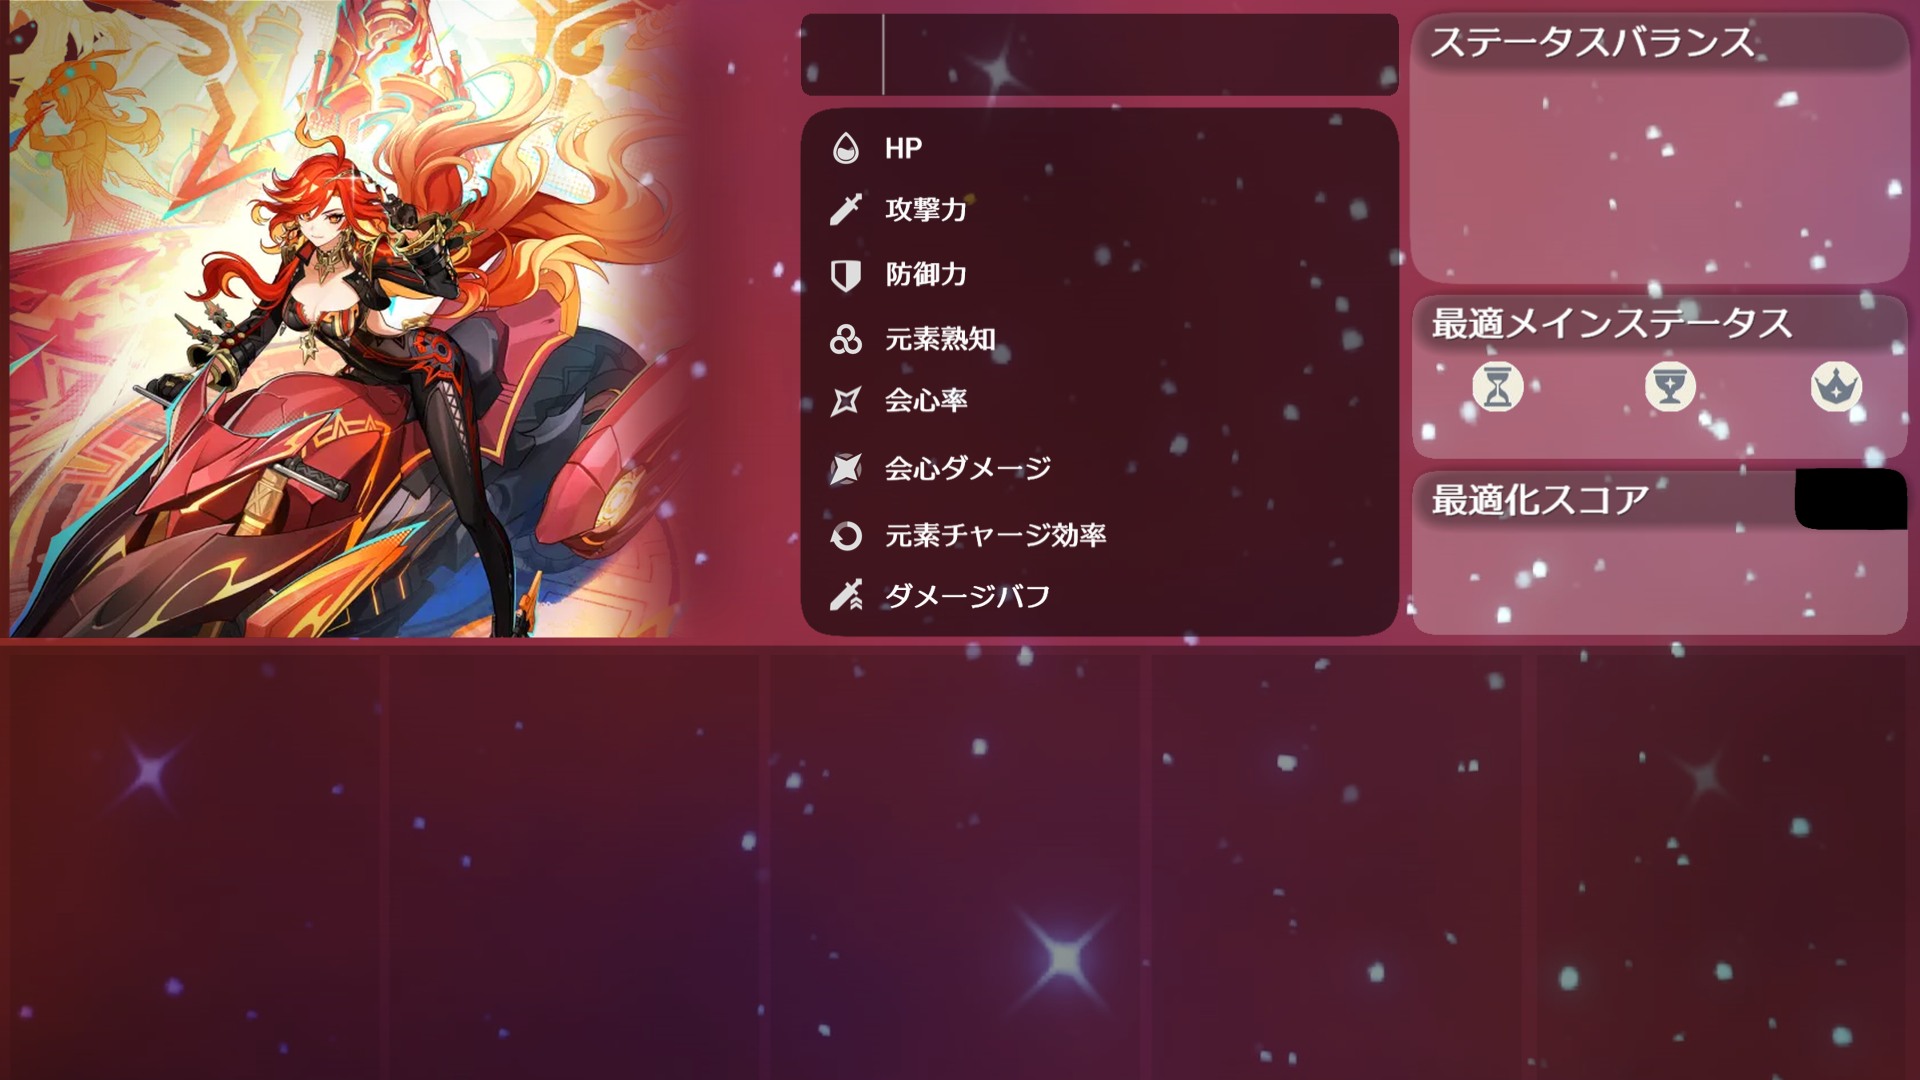 HP
攻撃力
防御力
元素熟知
会心率
会心ダメージ
元素チャージ効率
ダメージバフ
ステータスバランス
最適メインステータス
最適化スコア